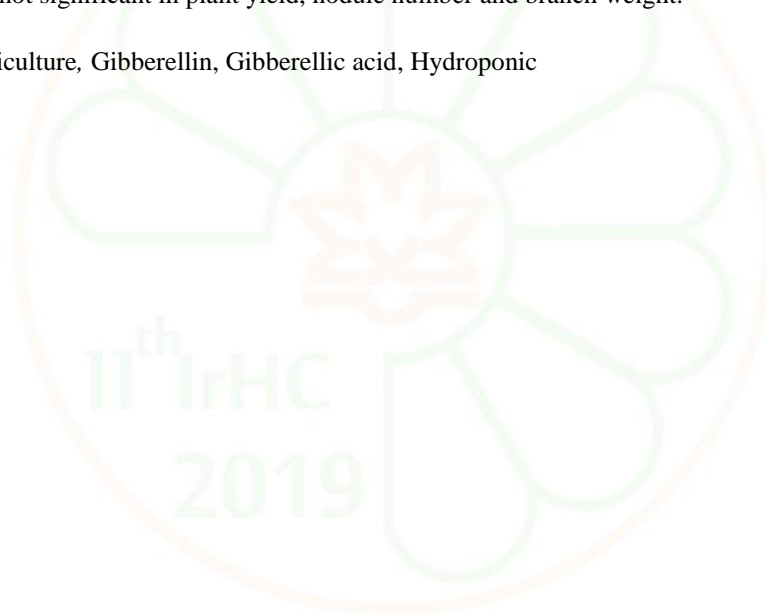 not significant in plant yield, nodule number and branch weight.
iculture, Gibberellin, Gibberellic acid, Hydroponic
11th IrHC
2019